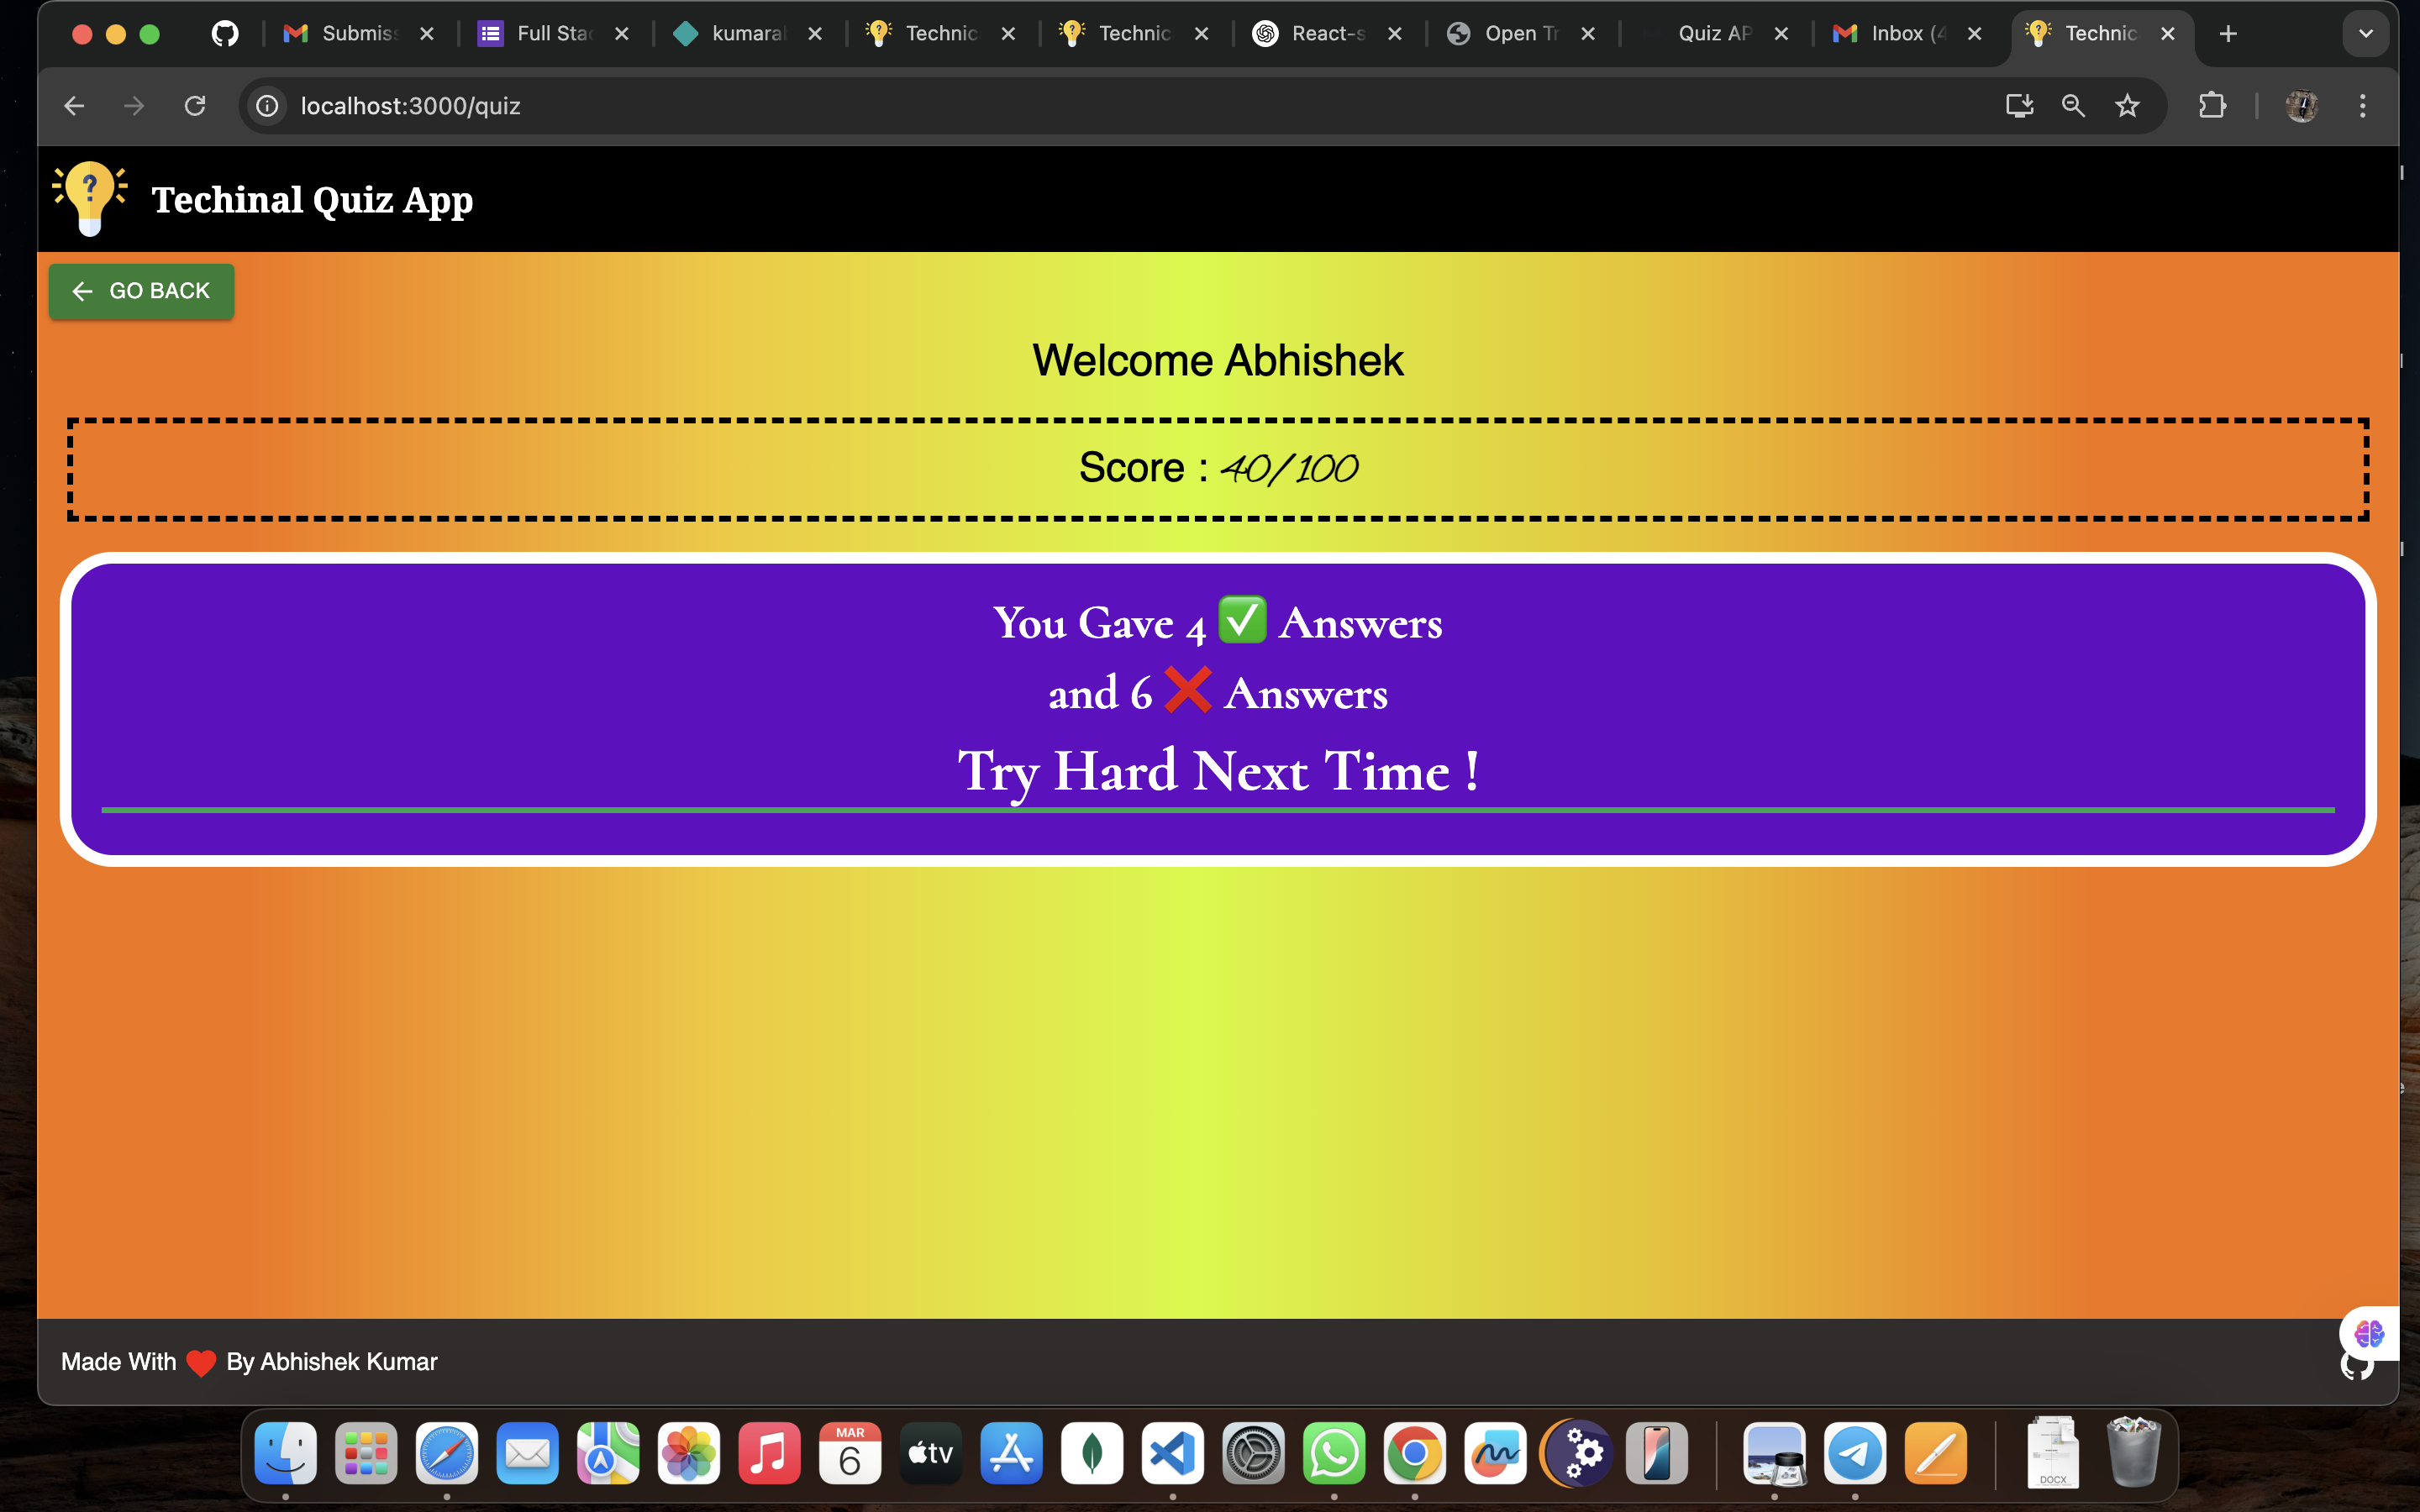 Submis
Full Sta
kumaral
Technic
Technic
React-s
Open Tr
Quiz AP
Inbox (4
Technic
localhost:3000/quiz
Techinal Quiz App
GO BACK
Welcome Abhishek
Score : 40/100
You Gave 4 ✅ Answers
and 6 ❌ Answers
Try Hard Next Time !
Made With ❤️ By Abhishek Kumar
MAR
6
tv
DOCX